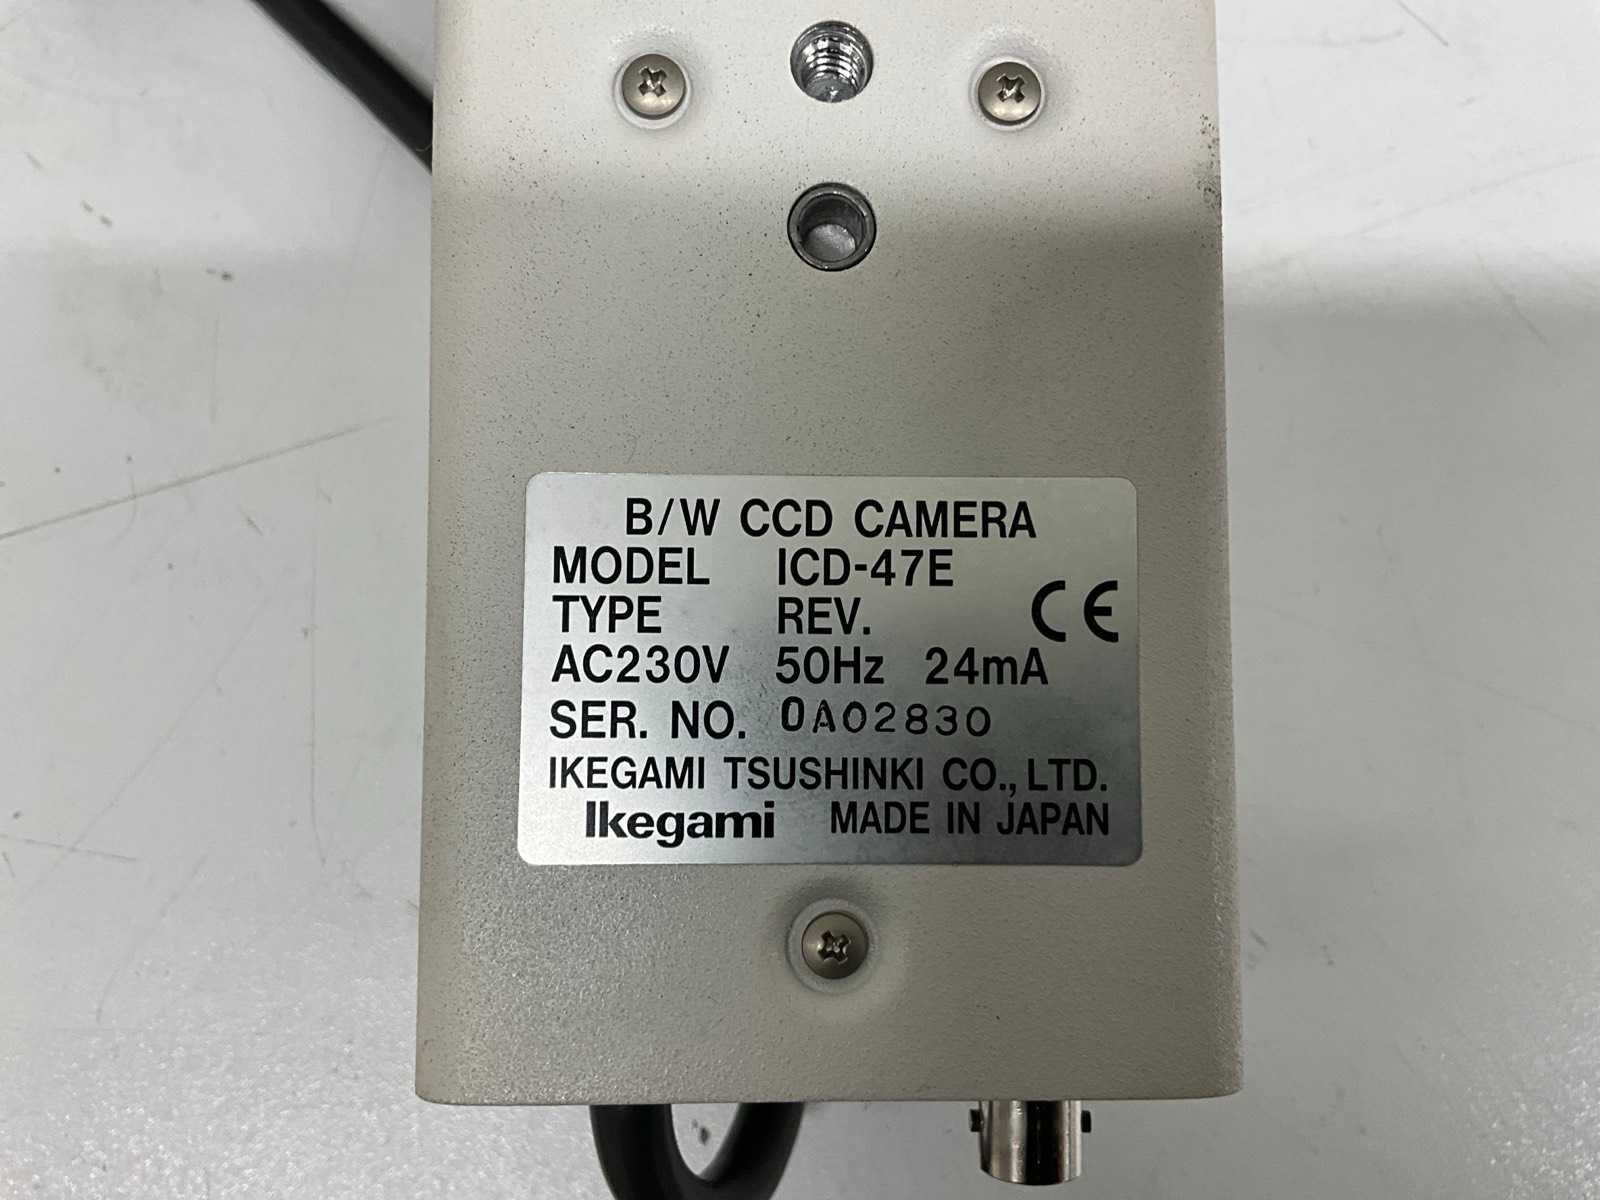 B/W CCD CAMERA
MODEL ICD-47E
TYPE REV. CE
AC230V 50Hz 24mA
SER. NO. 0A02830
IKEGAMI TSUSHINKI CO., LTD.
Ikegami MADE IN JAPAN